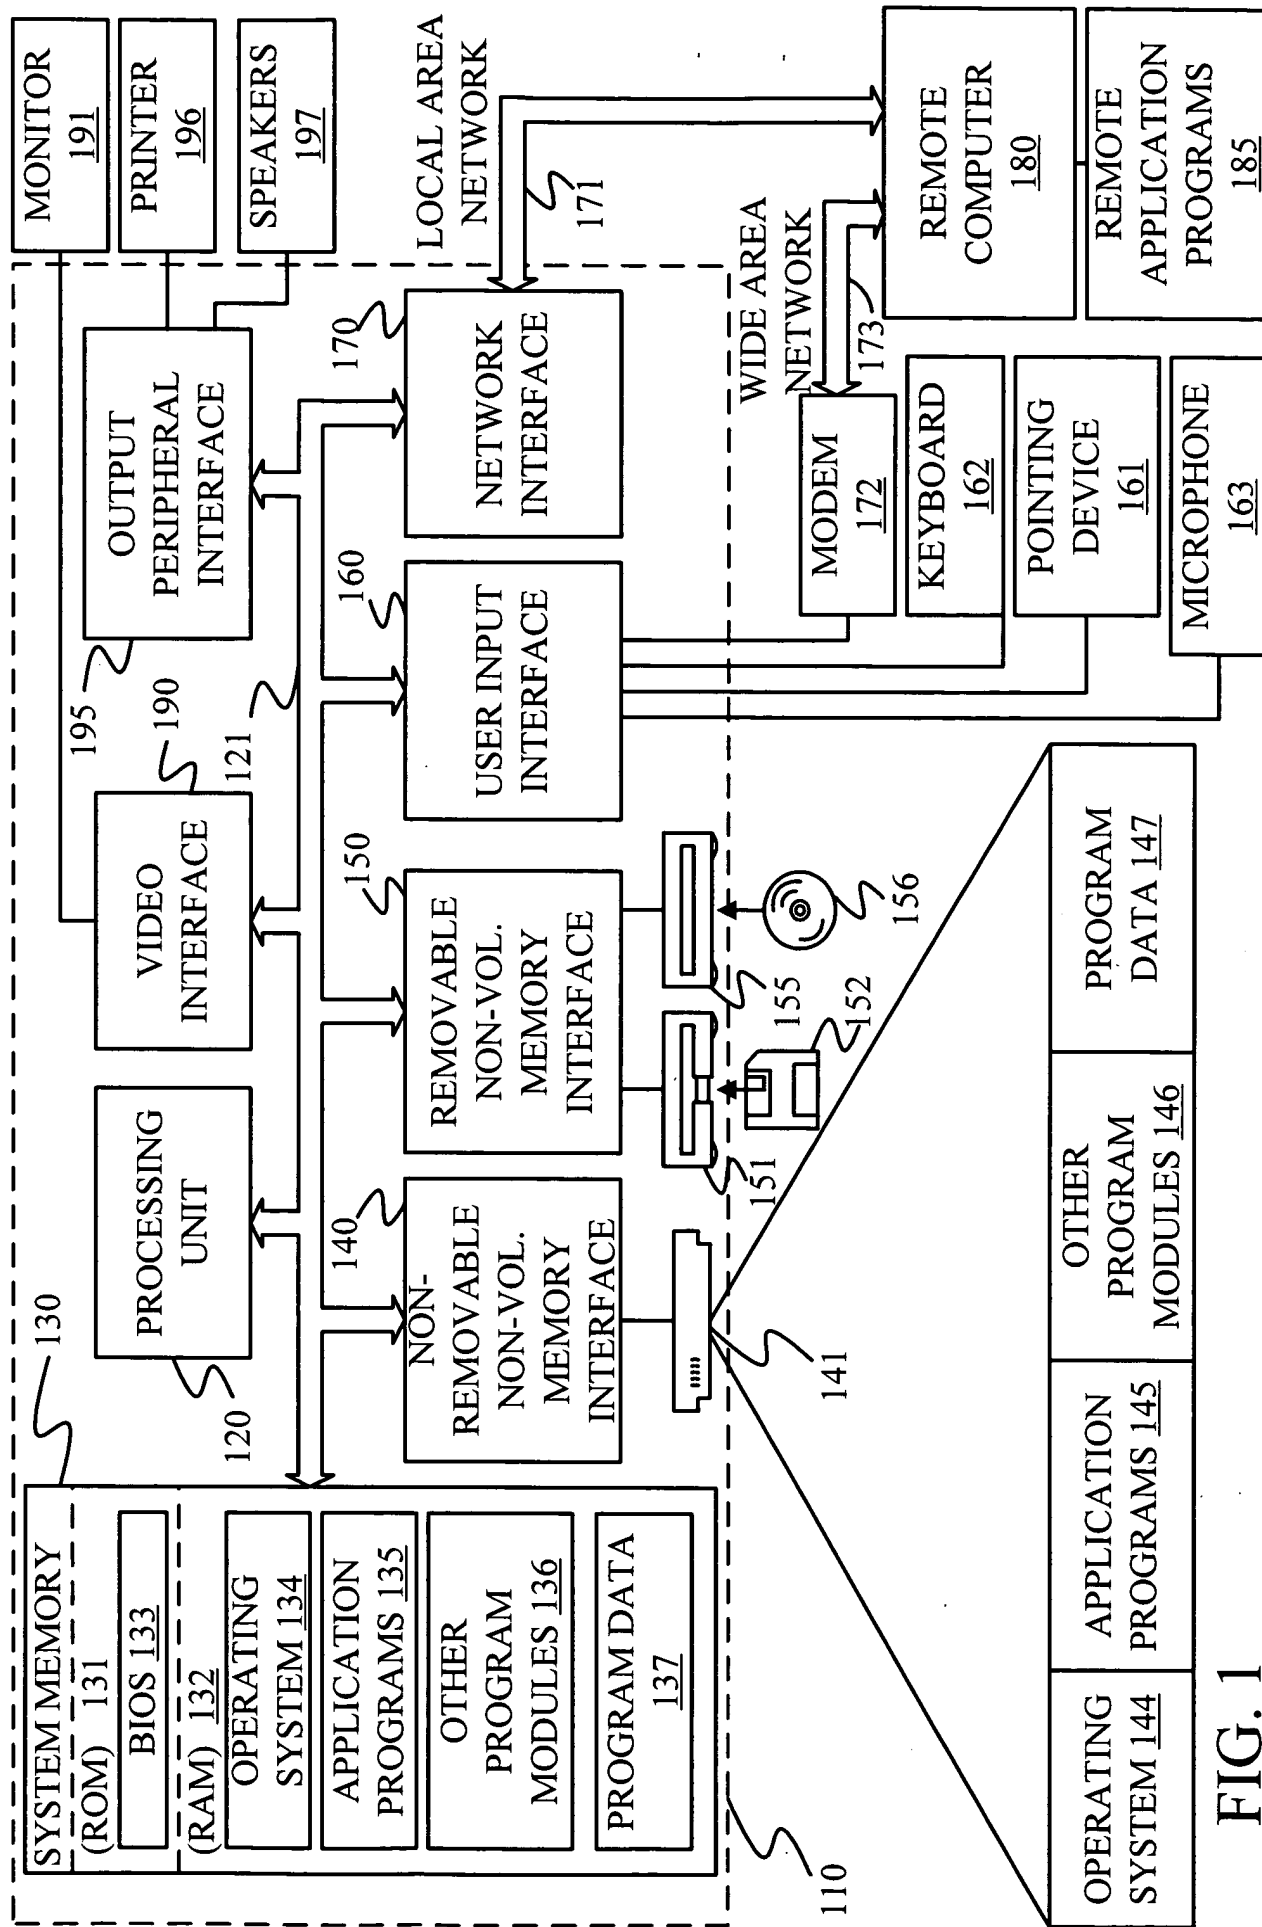 SYSTEM MEMORY
(ROM) 131
BIOS 133
(RAM) 132
OPERATING
SYSTEM 134
APPLICATION
PROGRAMS 135
OTHER
PROGRAM
MODULES 136
PROGRAM DATA
137
130
PROCESSING
UNIT
120
VIDEO
INTERFACE
190
OUTPUT
PERIPHERAL
INTERFACE
195
121
MONITOR
191
PRINTER
196
SPEAKERS
197
NON-
REMOVABLE
NON-VOL.
MEMORY
INTERFACE
140
REMOVABLE
NON-VOL.
MEMORY
INTERFACE
150
USER INPUT
INTERFACE
160
NETWORK
INTERFACE
170
LOCAL AREA
NETWORK
171
110
141
151
152
155
156
WIDE AREA
NETWORK
173
MODEM
172
KEYBOARD
162
POINTING
DEVICE
161
MICROPHONE
163
REMOTE
COMPUTER
180
REMOTE
APPLICATION
PROGRAMS
185
OPERATING
SYSTEM 144
APPLICATION
PROGRAMS 145
OTHER
PROGRAM
MODULES 146
PROGRAM
DATA 147
FIG. 1